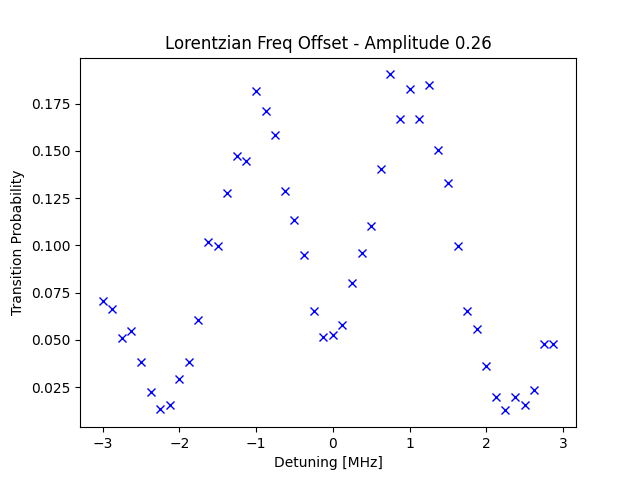 Lorentzian Freq Offset - Amplitude 0.26
0.175
0.150
0.125
0.100
0.075
0.050
0.025
Transition Probability
−3 −2 −1 0 1 2 3
Detuning [MHz]